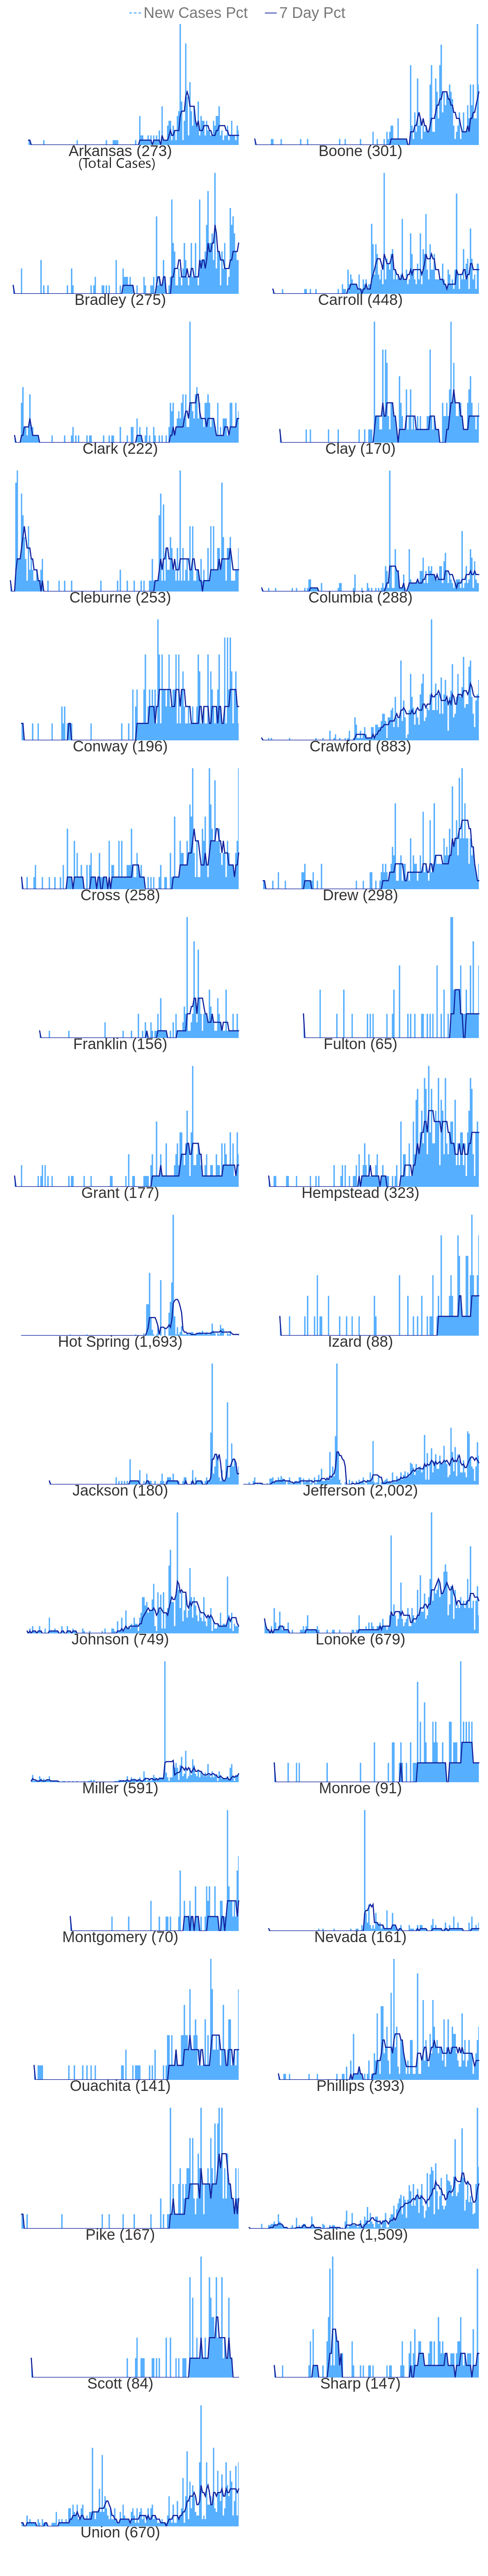 New Cases Pct 7 Day Pct
Arkansas (273) Boone (301)
(Total Cases)
Bradley (275) Carroll (448)
Clark (222) Clay (170)
Cleburne (253) Columbia (288)
Conway (196) Crawford (883)
Cross (258) Drew (298)
Franklin (156) Fulton (65)
Grant (177) Hempstead (323)
Hot Spring (1,693) Izard (88)
Jackson (180) Jefferson (2,002)
Johnson (749) Lonoke (679)
Miller (591) Monroe (91)
Montgomery (70) Nevada (161)
Ouachita (141) Phillips (393)
Pike (167) Saline (1,509)
Scott (84) Sharp (147)
Union (670)